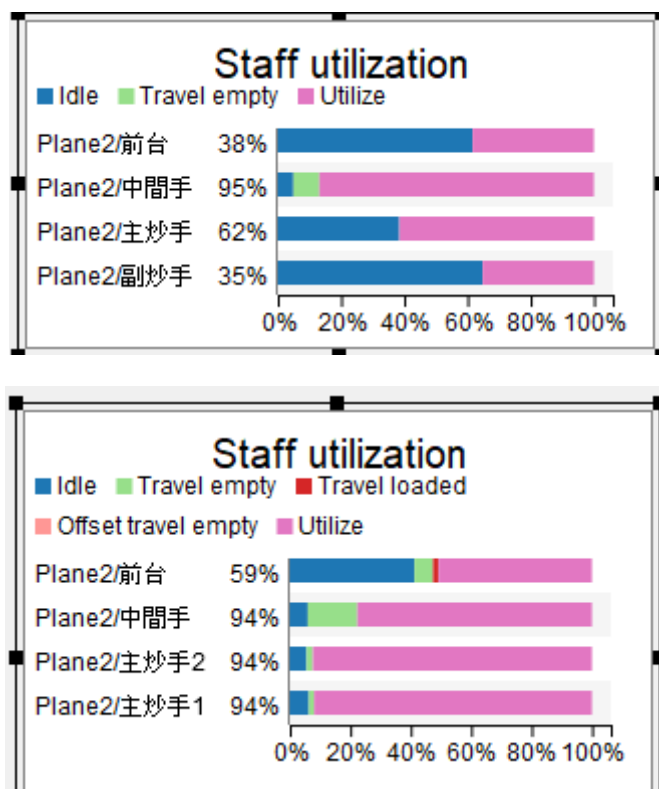 Staff utilization
Idle Travel empty Utilize
Plane2/前台 38%
Plane2/中間手 95%
Plane2/主炒手 62%
Plane2/副炒手 35%
0% 20% 40% 60% 80% 100%
Staff utilization
Idle Travel empty Travel loaded
Offset travel empty Utilize
Plane2/前台 59%
Plane2/中間手 94%
Plane2/主炒手2 94%
Plane2/主炒手1 94%
0% 20% 40% 60% 80% 100%